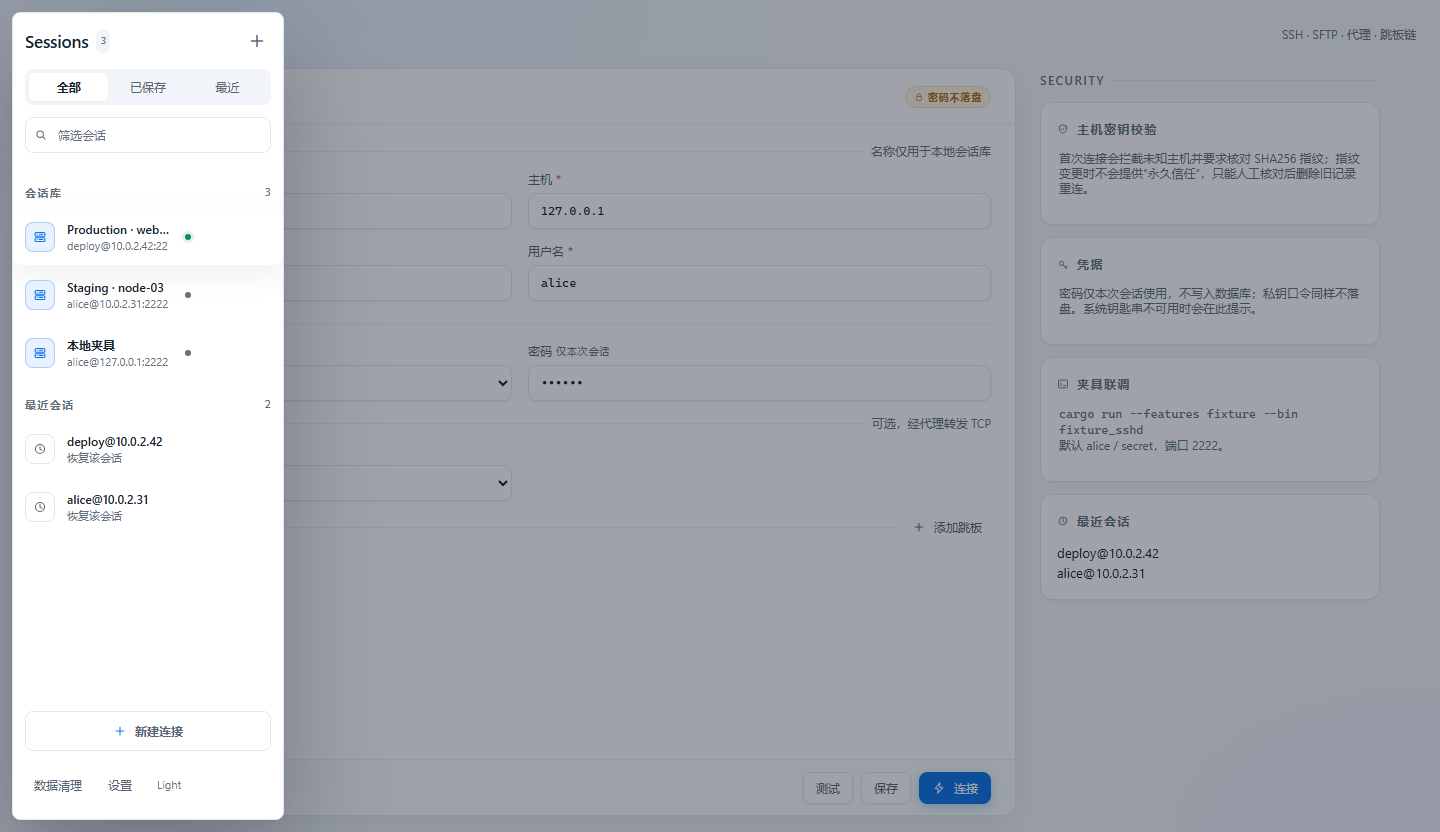 Sessions 3
全部 已保存 最近
筛选会话
会话库 3
Production · web...
deploy@10.0.2.42:22
Staging · node-03
alice@10.0.2.31:2222
本地夹具
alice@127.0.0.1:2222
最近会话 2
deploy@10.0.2.42
恢复该会话
alice@10.0.2.31
恢复该会话
新建连接
数据清理 设置 Light
密码不落盘
名称仅用于本地会话库
主机 *
127.0.0.1
用户名 *
alice
密码 仅本次会话
••••••
可选，经代理转发 TCP
添加跳板
测试 保存 连接
SSH · SFTP · 代理 · 跳板链
SECURITY
主机密钥校验
首次连接会拦截未知主机并要求核对 SHA256 指纹；指纹
变更时不会提供“永久信任”，只能人工核对后删除旧记录
重连。
凭据
密码仅本次会话使用，不写入数据库；私钥口令同样不落
盘。系统钥匙串不可用时会在此提示。
夹具联调
cargo run --features fixture --bin
fixture_sshd
默认 alice / secret，端口 2222。
最近会话
deploy@10.0.2.42
alice@10.0.2.31